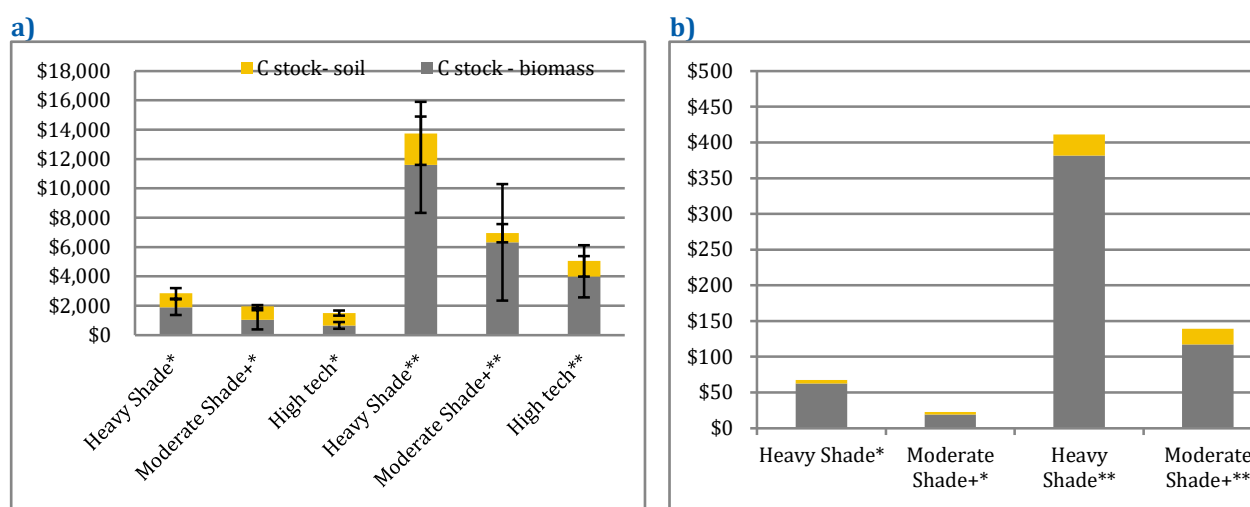 a)
$18,000
$16,000
$14,000
$12,000
$10,000
$8,000
$6,000
$4,000
$2,000
$0
C stock- soil
C stock - biomass
Heavy Shade*
Moderate Shade+*
High tech*
Heavy Shade**
Moderate Shade+**
High tech**
b)
$500
$450
$400
$350
$300
$250
$200
$150
$100
$50
$0
Heavy Shade*
Moderate
Shade+*
Heavy
Shade**
Moderate
Shade+**